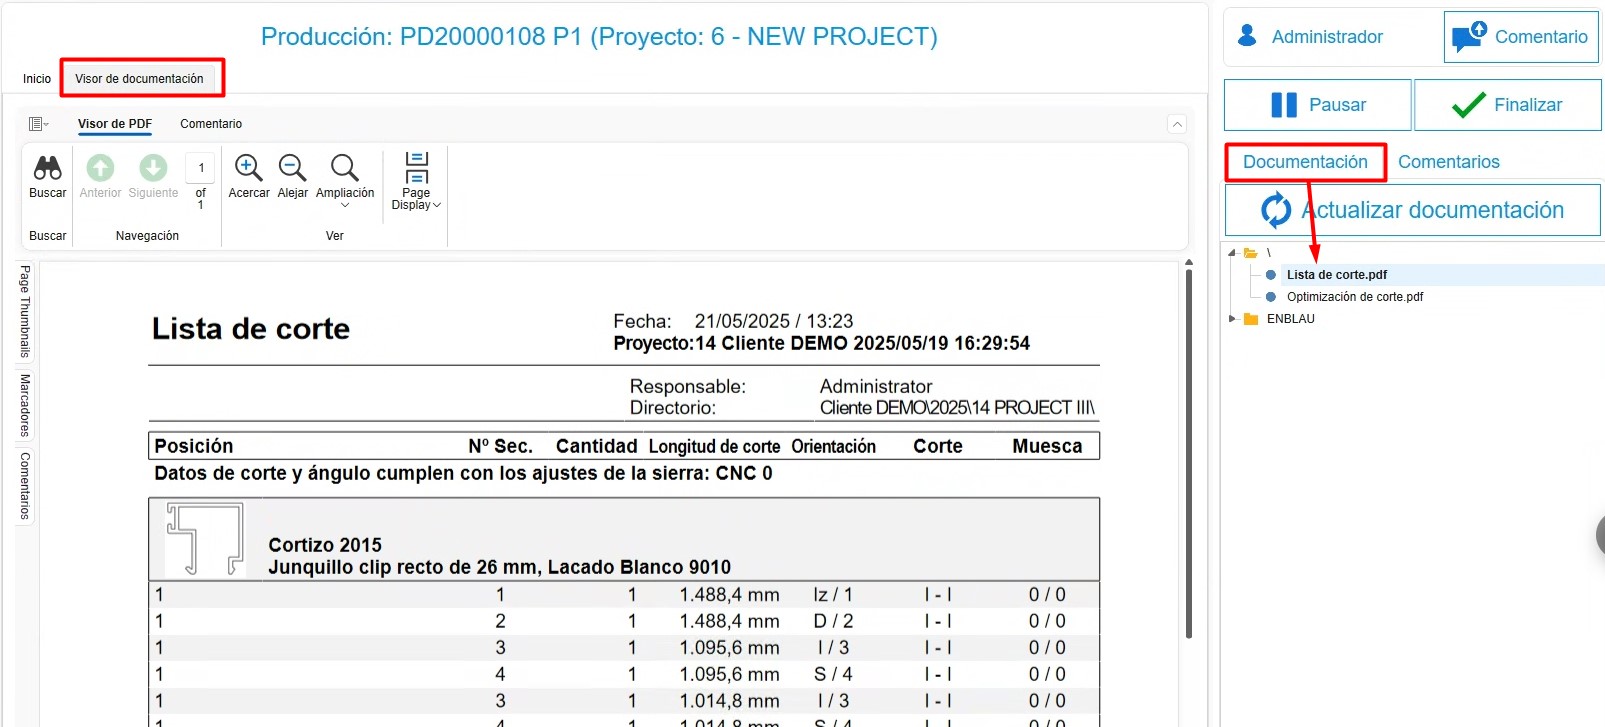 Producción: PD20000108 P1 (Proyecto: 6 - NEW PROJECT)
Inicio
Visor de documentación
Visor de PDF
Comentario
Buscar
Anterior
Siguiente
1
of
1
Acercar
Alejar
Ampliación
Page
Display
Buscar
Navegación
Ver
Page Thumbnails
Marcadores
Comentarios
Lista de corte
Fecha: 21/05/2025 / 13:23
Proyecto:14 Cliente DEMO 2025/05/19 16:29:54
Responsable: Administrator
Directorio: Cliente DEMO\2025\14 PROJECT III\
Posición Nº Sec. Cantidad Longitud de corte Orientación Corte Muesca
Datos de corte y ángulo cumplen con los ajustes de la sierra: CNC 0
Cortizo 2015
Junquillo clip recto de 26 mm, Lacado Blanco 9010
1 1 1 1.488,4 mm Iz / 1 I - I 0 / 0
1 2 1 1.488,4 mm D / 2 I - I 0 / 0
1 3 1 1.095,6 mm I / 3 I - I 0 / 0
1 4 1 1.095,6 mm S / 4 I - I 0 / 0
1 3 1 1.014,8 mm I / 3 I - I 0 / 0
1 4 1 1.014,8 mm S / 4 I - I 0 / 0
Administrador
Comentario
Pausar
Finalizar
Documentación
Comentarios
Actualizar documentación
\
Lista de corte.pdf
Optimización de corte.pdf
ENBLAU